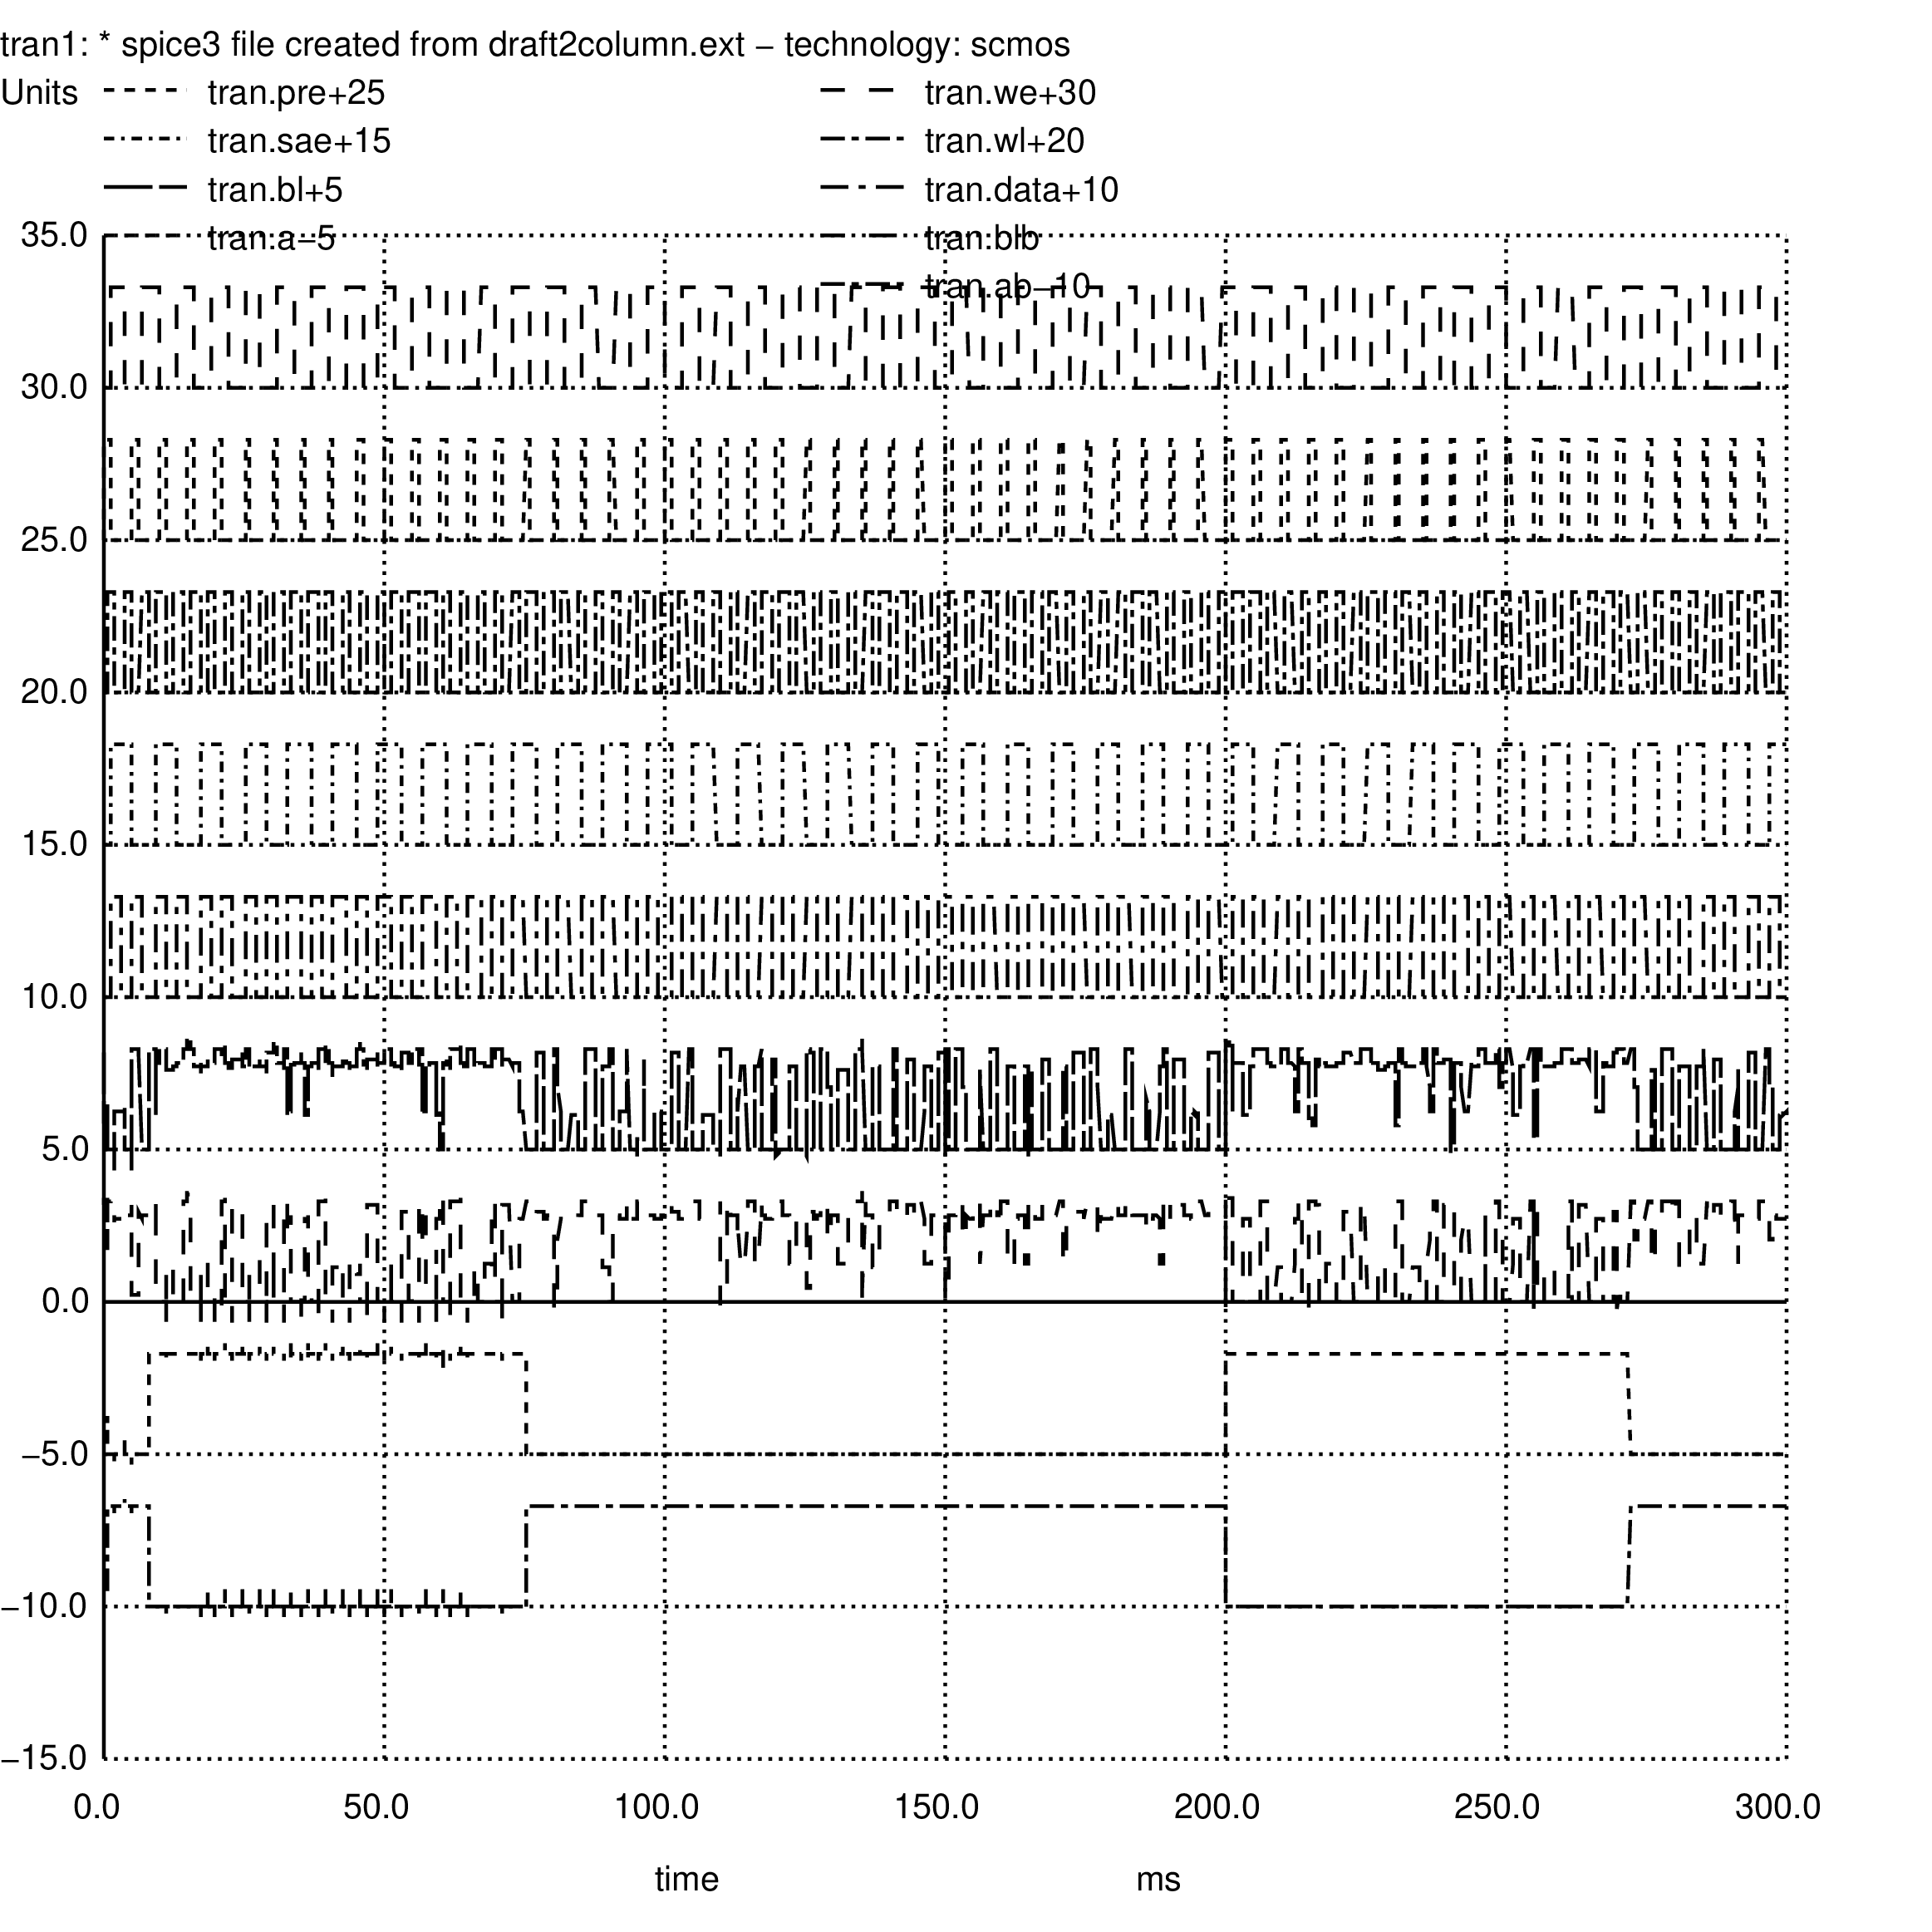 tran1: * spice3 file created from draft2column.ext – technology: scmos
Units tran.pre+25 tran.we+30
tran.sae+15 tran.wl+20
tran.bl+5 tran.data+10
tran.a–5 tran.blb
tran.ab–10
35.0
30.0
25.0
20.0
15.0
10.0
5.0
0.0
–5.0
–10.0
–15.0
0.0 50.0 100.0 150.0 200.0 250.0 300.0
time ms